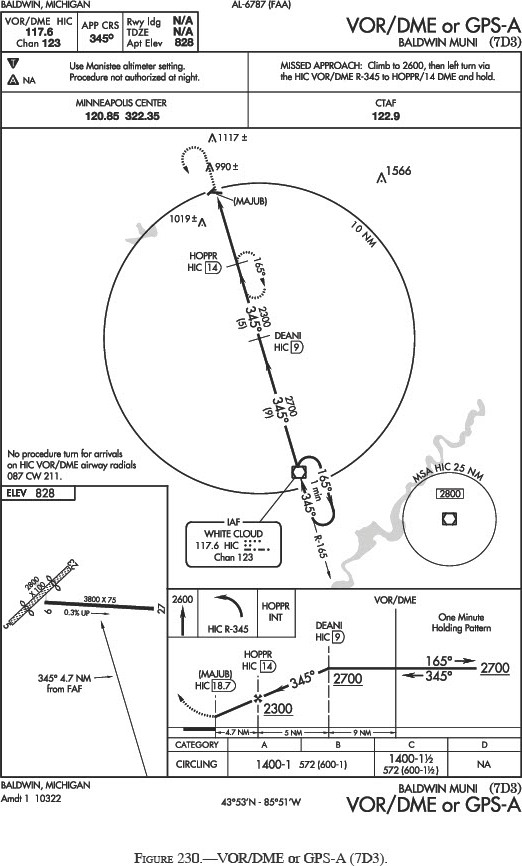 BALDWIN, MICHIGAN
AL-6787 (FAA)
VOR/DME HIC
117.6
Chan 123
APP CRS
345°
Rwy ldg N/A
TDZE N/A
Apt Elev 828
VOR/DME or GPS-A
BALDWIN MUNI (7D3)
T
A NA
Use Manistee altimeter setting.
Procedure not authorized at night.
MISSED APPROACH: Climb to 2600, then left turn via
the HIC VOR/DME R-345 to HOPPR/14 DME and hold.
MINNEAPOLIS CENTER
120.85 322.35
CTAF
122.9
1117 ±
990 ±
1566
(MAJUB)
1019 ±
10 NM
HOPPR
HIC 14
165°
2300
345°
(5)
DEANI
HIC 9
2700
345°
(9)
No procedure turn for arrivals
on HIC VOR/DME airway radials
087 CW 211.
MSA HIC 25 NM
2800
165°
1 min
345°
R-165
IAF
WHITE CLOUD
117.6 HIC
Chan 123
ELEV 828
2800 X 100
23
5
3800 X 75
0.3% UP
9
27
345° 4.7 NM
from FAF
2600
HIC R-345
HOPPR
INT
VOR/DME
One Minute
Holding Pattern
DEANI
HIC 9
HOPPR
HIC 14
(MAJUB)
HIC 18.7
345°
165°
345°
2700
2700
2300
4.7 NM
5 NM
9 NM
CATEGORY A B C D
CIRCLING 1400-1 572 (600-1) 1400-1½ 572 (600-1½) NA
BALDWIN, MICHIGAN
Amdt 1 10322
43°53'N - 85°51'W
BALDWIN MUNI (7D3)
VOR/DME or GPS-A
FIGURE 230.—VOR/DME or GPS-A (7D3).